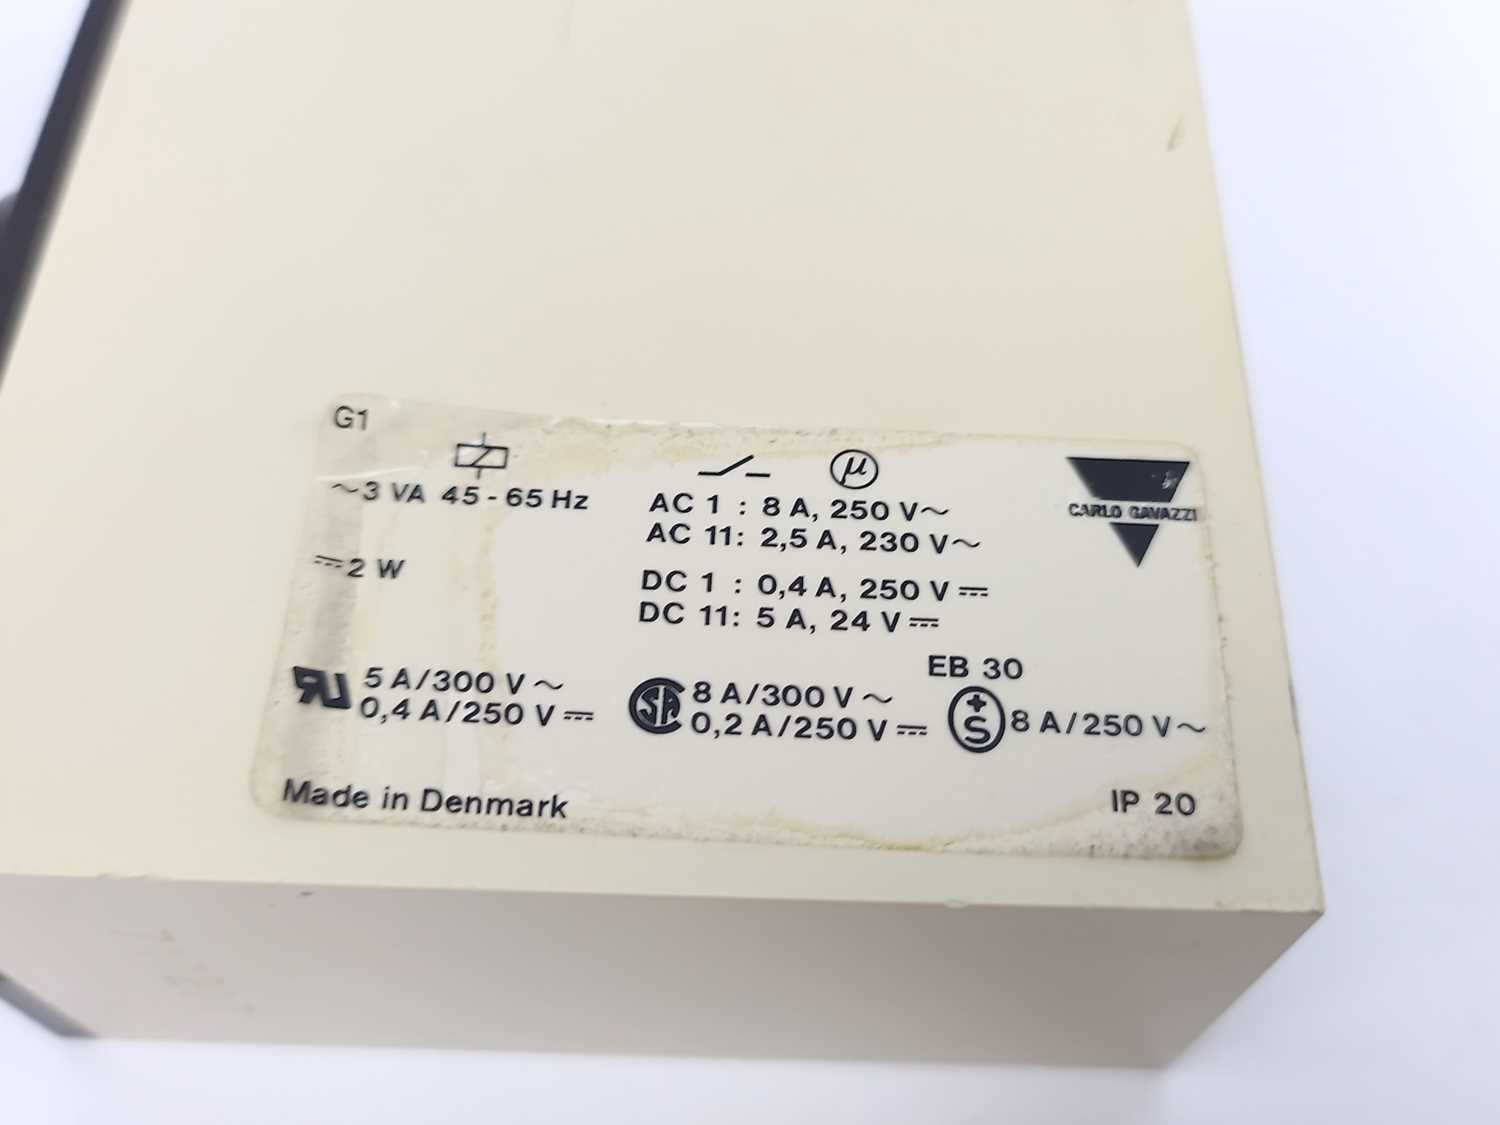 G1
~3 VA 45 - 65 Hz
⎓2 W
µ
AC 1 : 8 A, 250 V~
AC 11: 2,5 A, 230 V~
DC 1 : 0,4 A, 250 V⎓
DC 11: 5 A, 24 V⎓
CARLO GAVAZZI
RU 5 A/300 V~
0,4 A/250 V⎓
SA 8 A/300 V~
0,2 A/250 V⎓
EB 30
+S 8 A/250 V~
Made in Denmark
IP 20